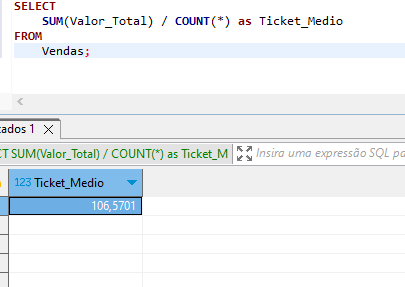 SELECT
SUM(Valor_Total) / COUNT(*) as Ticket_Medio
FROM
Vendas;
tados 1
CT SUM(Valor_Total) / COUNT(*) as Ticket_M
Insira uma expressão SQL pa
123 Ticket_Medio
106,5701